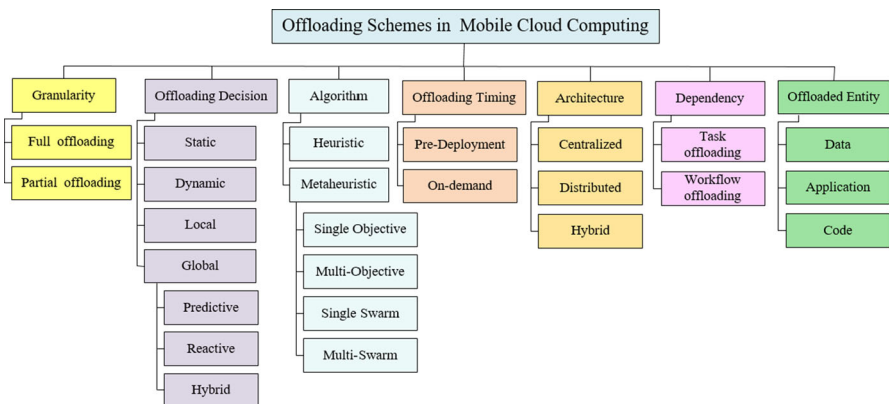 Offloading Schemes in Mobile Cloud Computing
Granularity
Full offloading
Partial offloading
Offloading Decision
Static
Dynamic
Local
Global
Predictive
Reactive
Hybrid
Algorithm
Heuristic
Metaheuristic
Single Objective
Multi-Objective
Single Swarm
Multi-Swarm
Offloading Timing
Pre-Deployment
On-demand
Architecture
Centralized
Distributed
Hybrid
Dependency
Task
offloading
Workflow
offloading
Offloaded Entity
Data
Application
Code